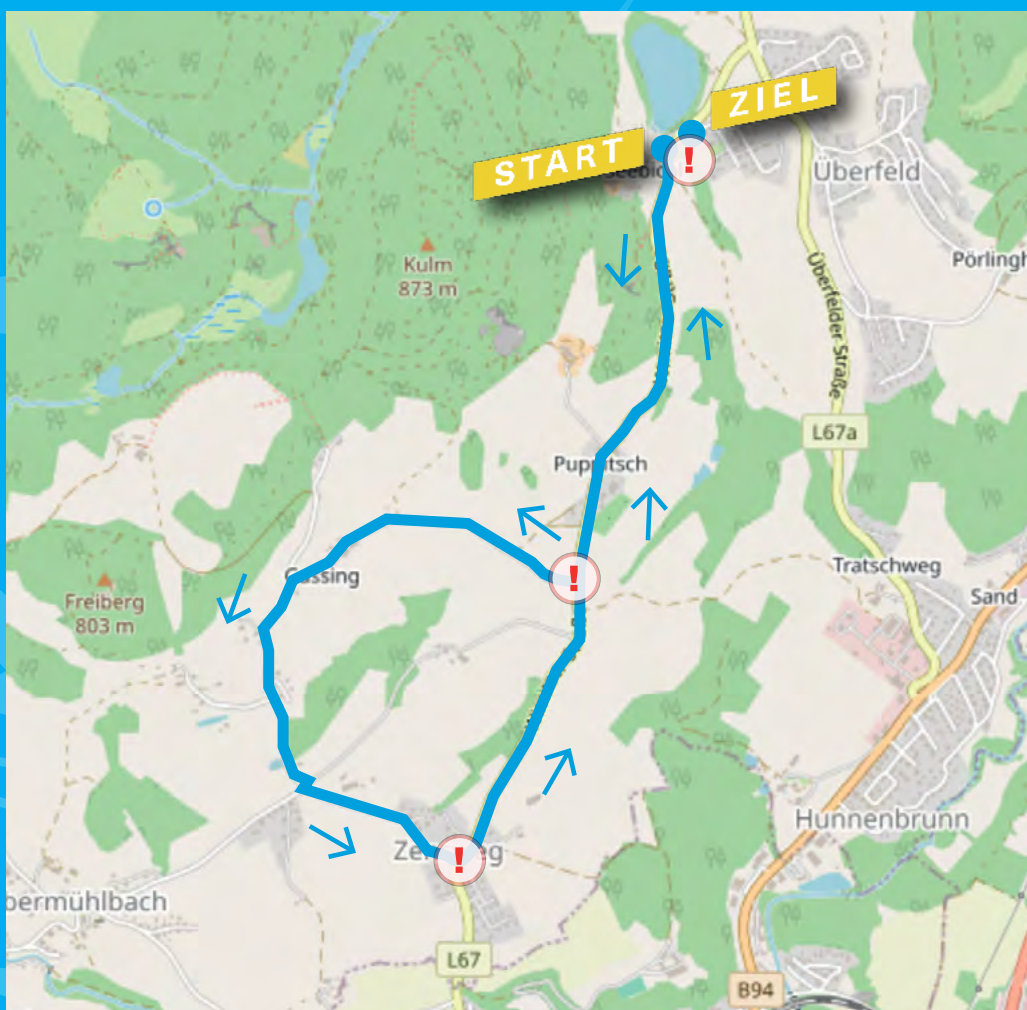 ZIEL
START
!
Überfeld
Kulm
873 m
Pörlingh
Überfelder Straße
L67a
Puppitsch
Tratschweg
!
Gassing
Sand
Freiberg
803 m
Hunnenbrunn
!
bermühlbach
L67
B94